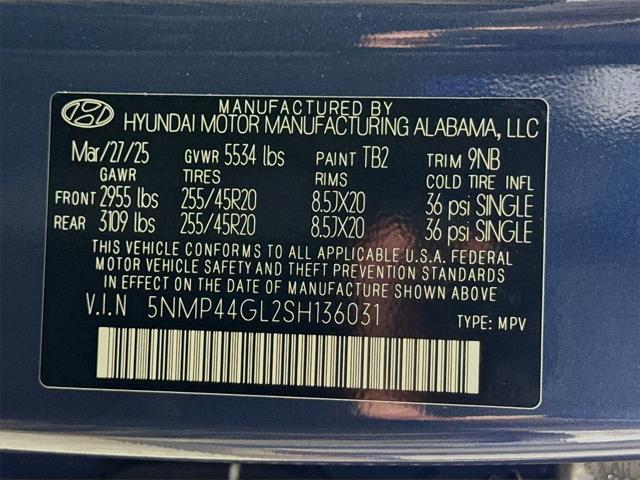 MANUFACTURED BY
HYUNDAI MOTOR MANUFACTURING ALABAMA, LLC
Mar/27/25 GVWR 5534 lbs PAINT TB2 TRIM 9NB
GAWR TIRES RIMS COLD TIRE INFL
FRONT 2955 lbs 255/45R20 8.5JX20 36 psi SINGLE
REAR 3109 lbs 255/45R20 8.5JX20 36 psi SINGLE
THIS VEHICLE CONFORMS TO ALL APPLICABLE U.S.A. FEDERAL
MOTOR VEHICLE SAFETY AND THEFT PREVENTION STANDARDS
IN EFFECT ON THE DATE OF MANUFACTURE SHOWN ABOVE
V.I.N 5NMP44GL2SH136031 TYPE: MPV